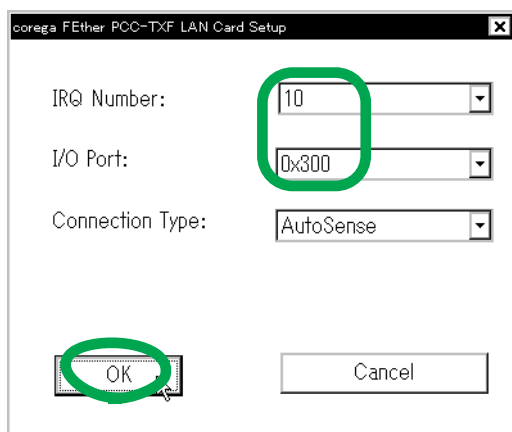 corega FEther PCC-TXF LAN Card Setup
IRQ Number: 10
I/O Port: 0x300
Connection Type: AutoSense
OK Cancel